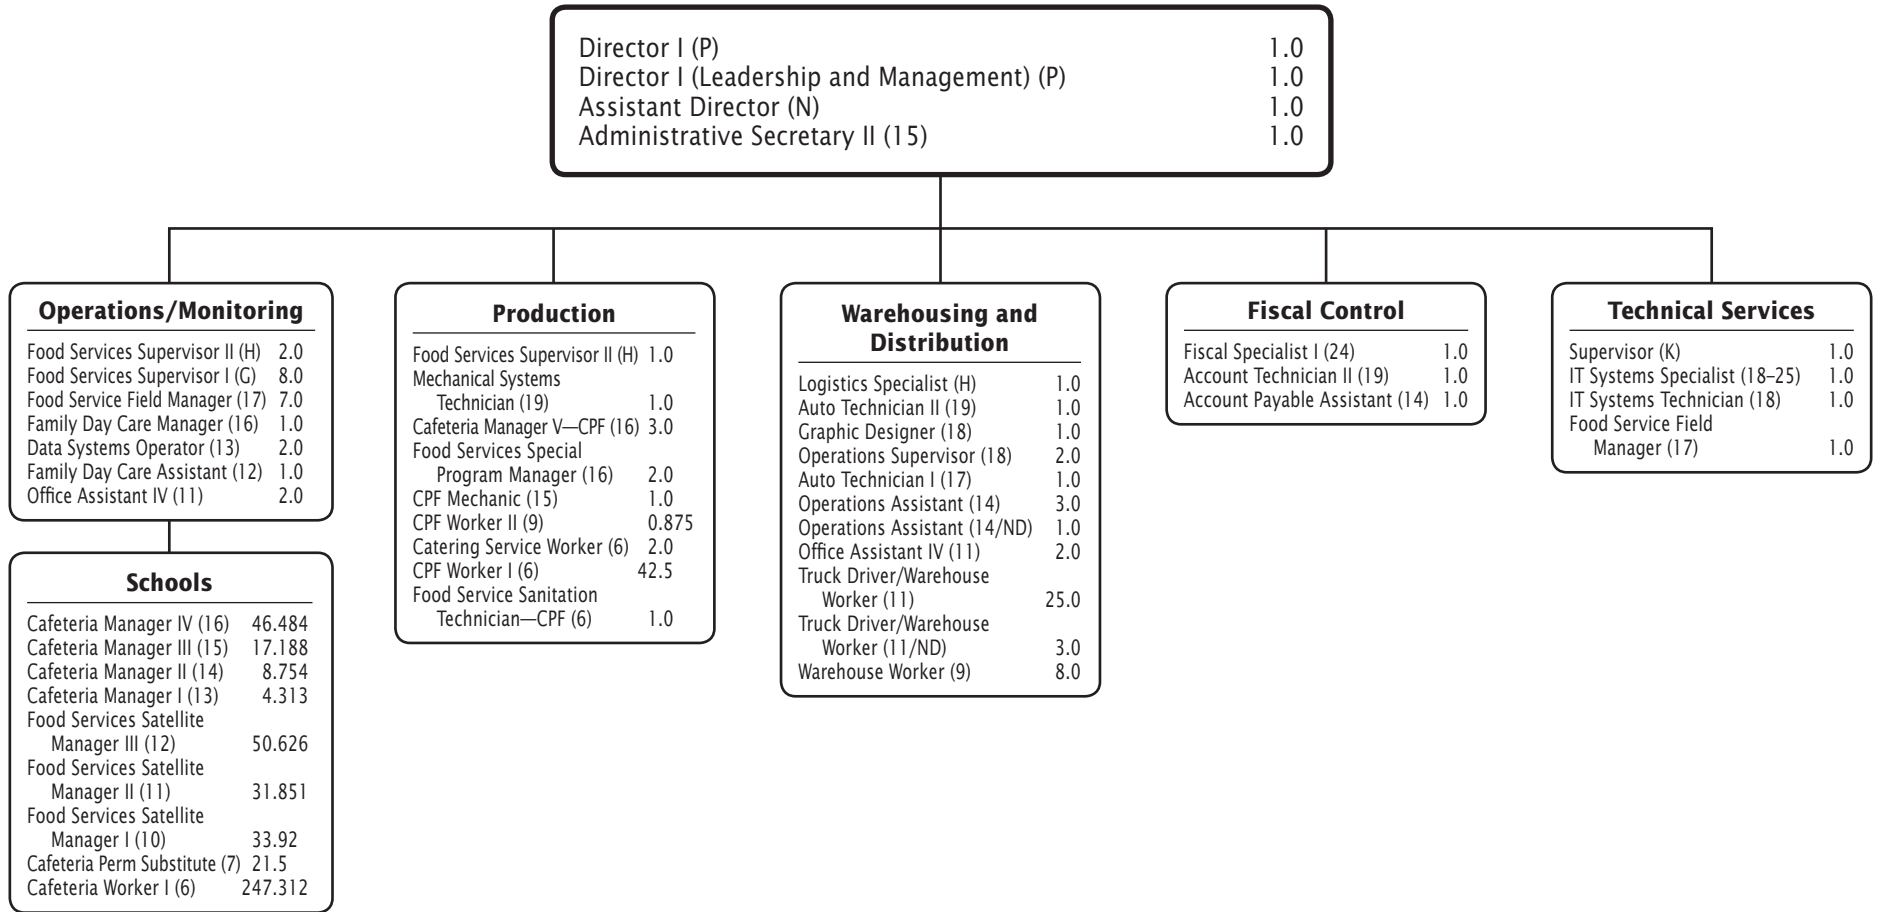 Director I (P) 1.0
Director I (Leadership and Management) (P) 1.0
Assistant Director (N) 1.0
Administrative Secretary II (15) 1.0
Operations/Monitoring
Food Services Supervisor II (H) 2.0
Food Services Supervisor I (G) 8.0
Food Service Field Manager (17) 7.0
Family Day Care Manager (16) 1.0
Data Systems Operator (13) 2.0
Family Day Care Assistant (12) 1.0
Office Assistant IV (11) 2.0
Schools
Cafeteria Manager IV (16) 46.484
Cafeteria Manager III (15) 17.188
Cafeteria Manager II (14) 8.754
Cafeteria Manager I (13) 4.313
Food Services Satellite
Manager III (12) 50.626
Food Services Satellite
Manager II (11) 31.851
Food Services Satellite
Manager I (10) 33.92
Cafeteria Perm Substitute (7) 21.5
Cafeteria Worker I (6) 247.312
Production
Food Services Supervisor II (H) 1.0
Mechanical Systems
Technician (19) 1.0
Cafeteria Manager V—CPF (16) 3.0
Food Services Special
Program Manager (16) 2.0
CPF Mechanic (15) 1.0
CPF Worker II (9) 0.875
Catering Service Worker (6) 2.0
CPF Worker I (6) 42.5
Food Service Sanitation
Technician—CPF (6) 1.0
Warehousing and
Distribution
Logistics Specialist (H) 1.0
Auto Technician II (19) 1.0
Graphic Designer (18) 1.0
Operations Supervisor (18) 2.0
Auto Technician I (17) 1.0
Operations Assistant (14) 3.0
Operations Assistant (14/ND) 1.0
Office Assistant IV (11) 2.0
Truck Driver/Warehouse
Worker (11) 25.0
Truck Driver/Warehouse
Worker (11/ND) 3.0
Warehouse Worker (9) 8.0
Fiscal Control
Fiscal Specialist I (24) 1.0
Account Technician II (19) 1.0
Account Payable Assistant (14) 1.0
Technical Services
Supervisor (K) 1.0
IT Systems Specialist (18–25) 1.0
IT Systems Technician (18) 1.0
Food Service Field
Manager (17) 1.0